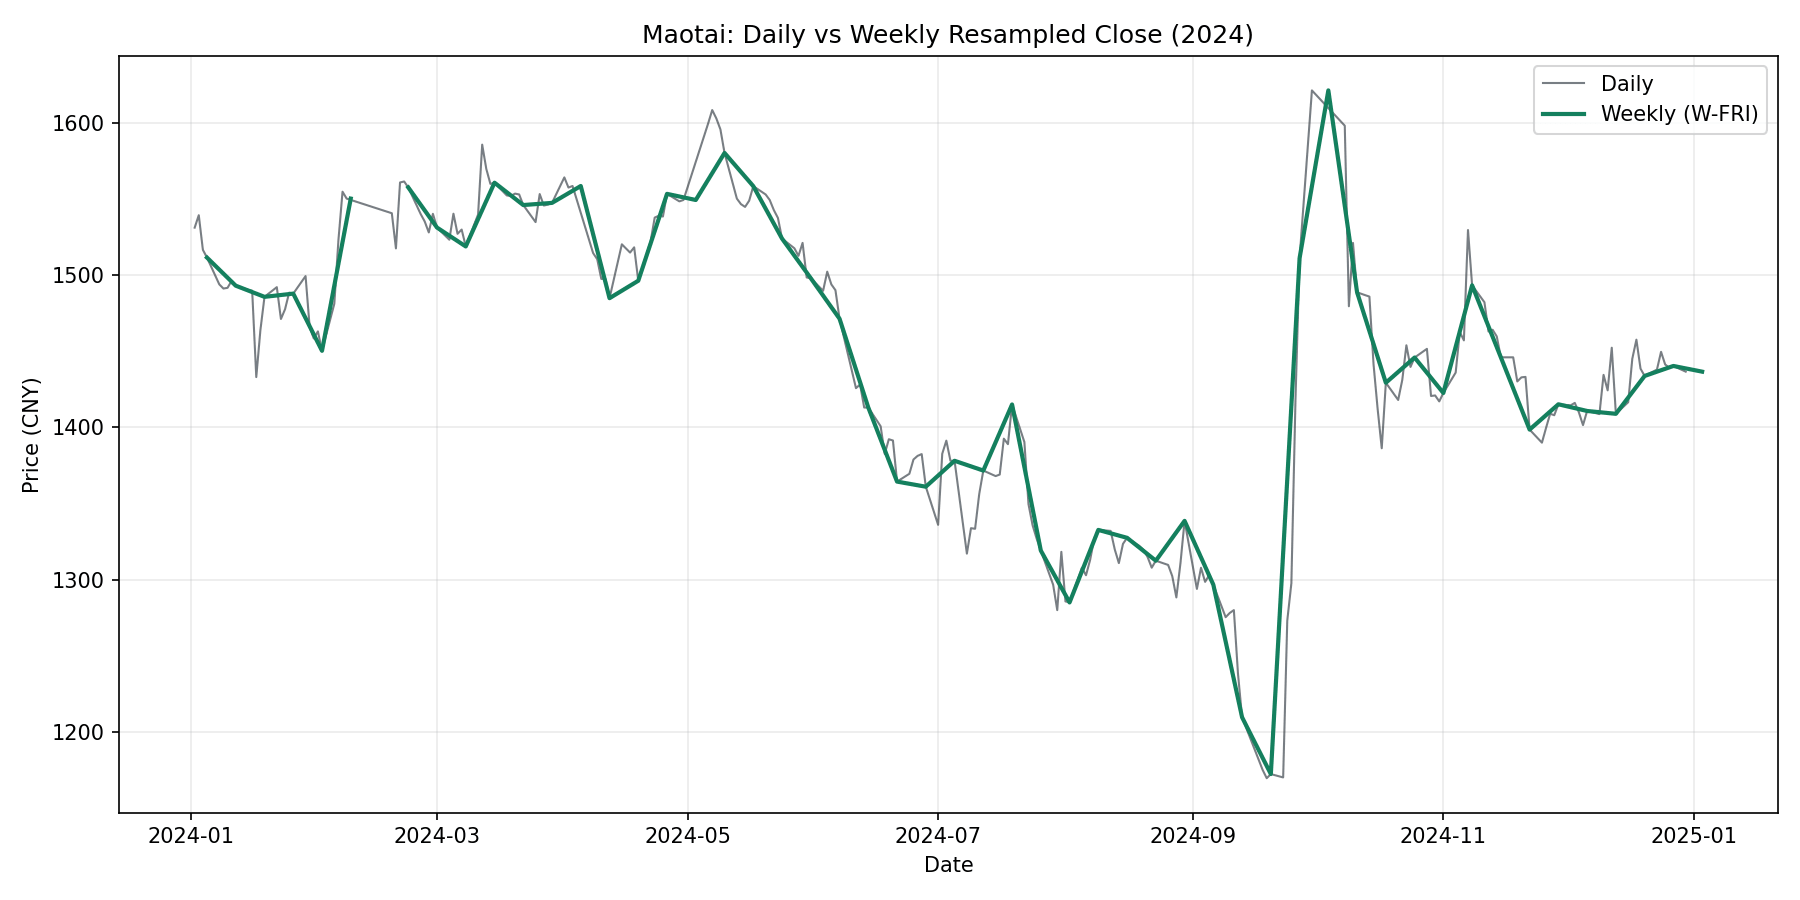 Maotai: Daily vs Weekly Resampled Close (2024)
Daily
Weekly (W-FRI)
Price (CNY)
1600
1500
1400
1300
1200
2024-01 2024-03 2024-05 2024-07 2024-09 2024-11 2025-01
Date